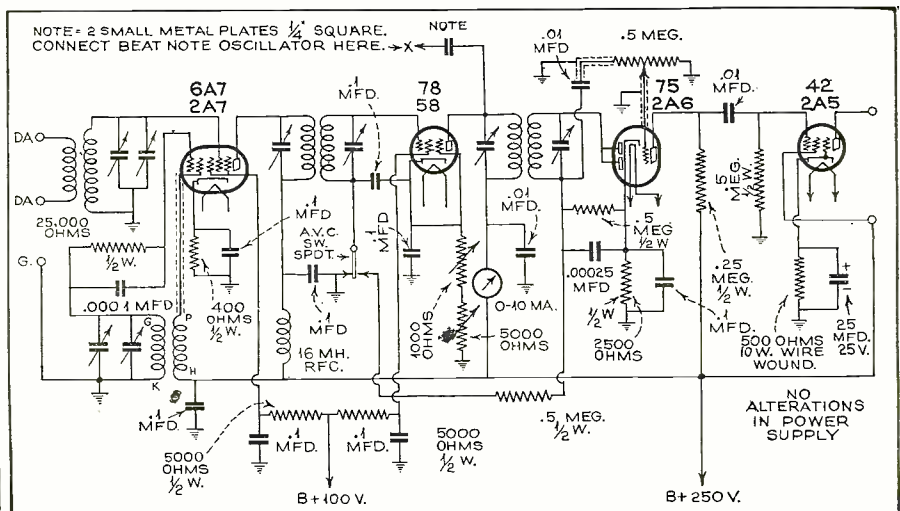 NOTE = 2 SMALL METAL PLATES 1/4" SQUARE.
CONNECT BEAT NOTE OSCILLATOR HERE. → X
NOTE
.01
MFD
.5 MEG.
6A7
2A7
.1
MFD.
78
58
75
2A6
.01
MFD.
42
2A5
DA
DA
25,000
OHMS
1/2 W.
G.
.1
MFD
.1
MFD
A.V.C.
SW.
SPDT.
.01
MFD.
.5
MEG.
1/2 W.
.5
MEG
1/2 W
.0001 MFD
400
OHMS
1/2 W.
.1
MFD
1000
OHMS
0-10 MA.
.00025
MFD
.25
MEG.
1/2 W.
G
P
K
H
16 MH.
RFC.
5000
OHMS
1/2 W
2500
OHMS
.1
MFD.
500 OHMS
10 W. WIRE
WOUND.
+
-
25
MFD.
25 V.
.1
MFD.
5000
OHMS
1/2 W.
.1
MFD.
.1
MFD.
5000
OHMS
1/2 W.
.5 MEG.
1/2 W.
NO
ALTERATIONS
IN POWER
SUPPLY
B+100 V.
B+250 V.